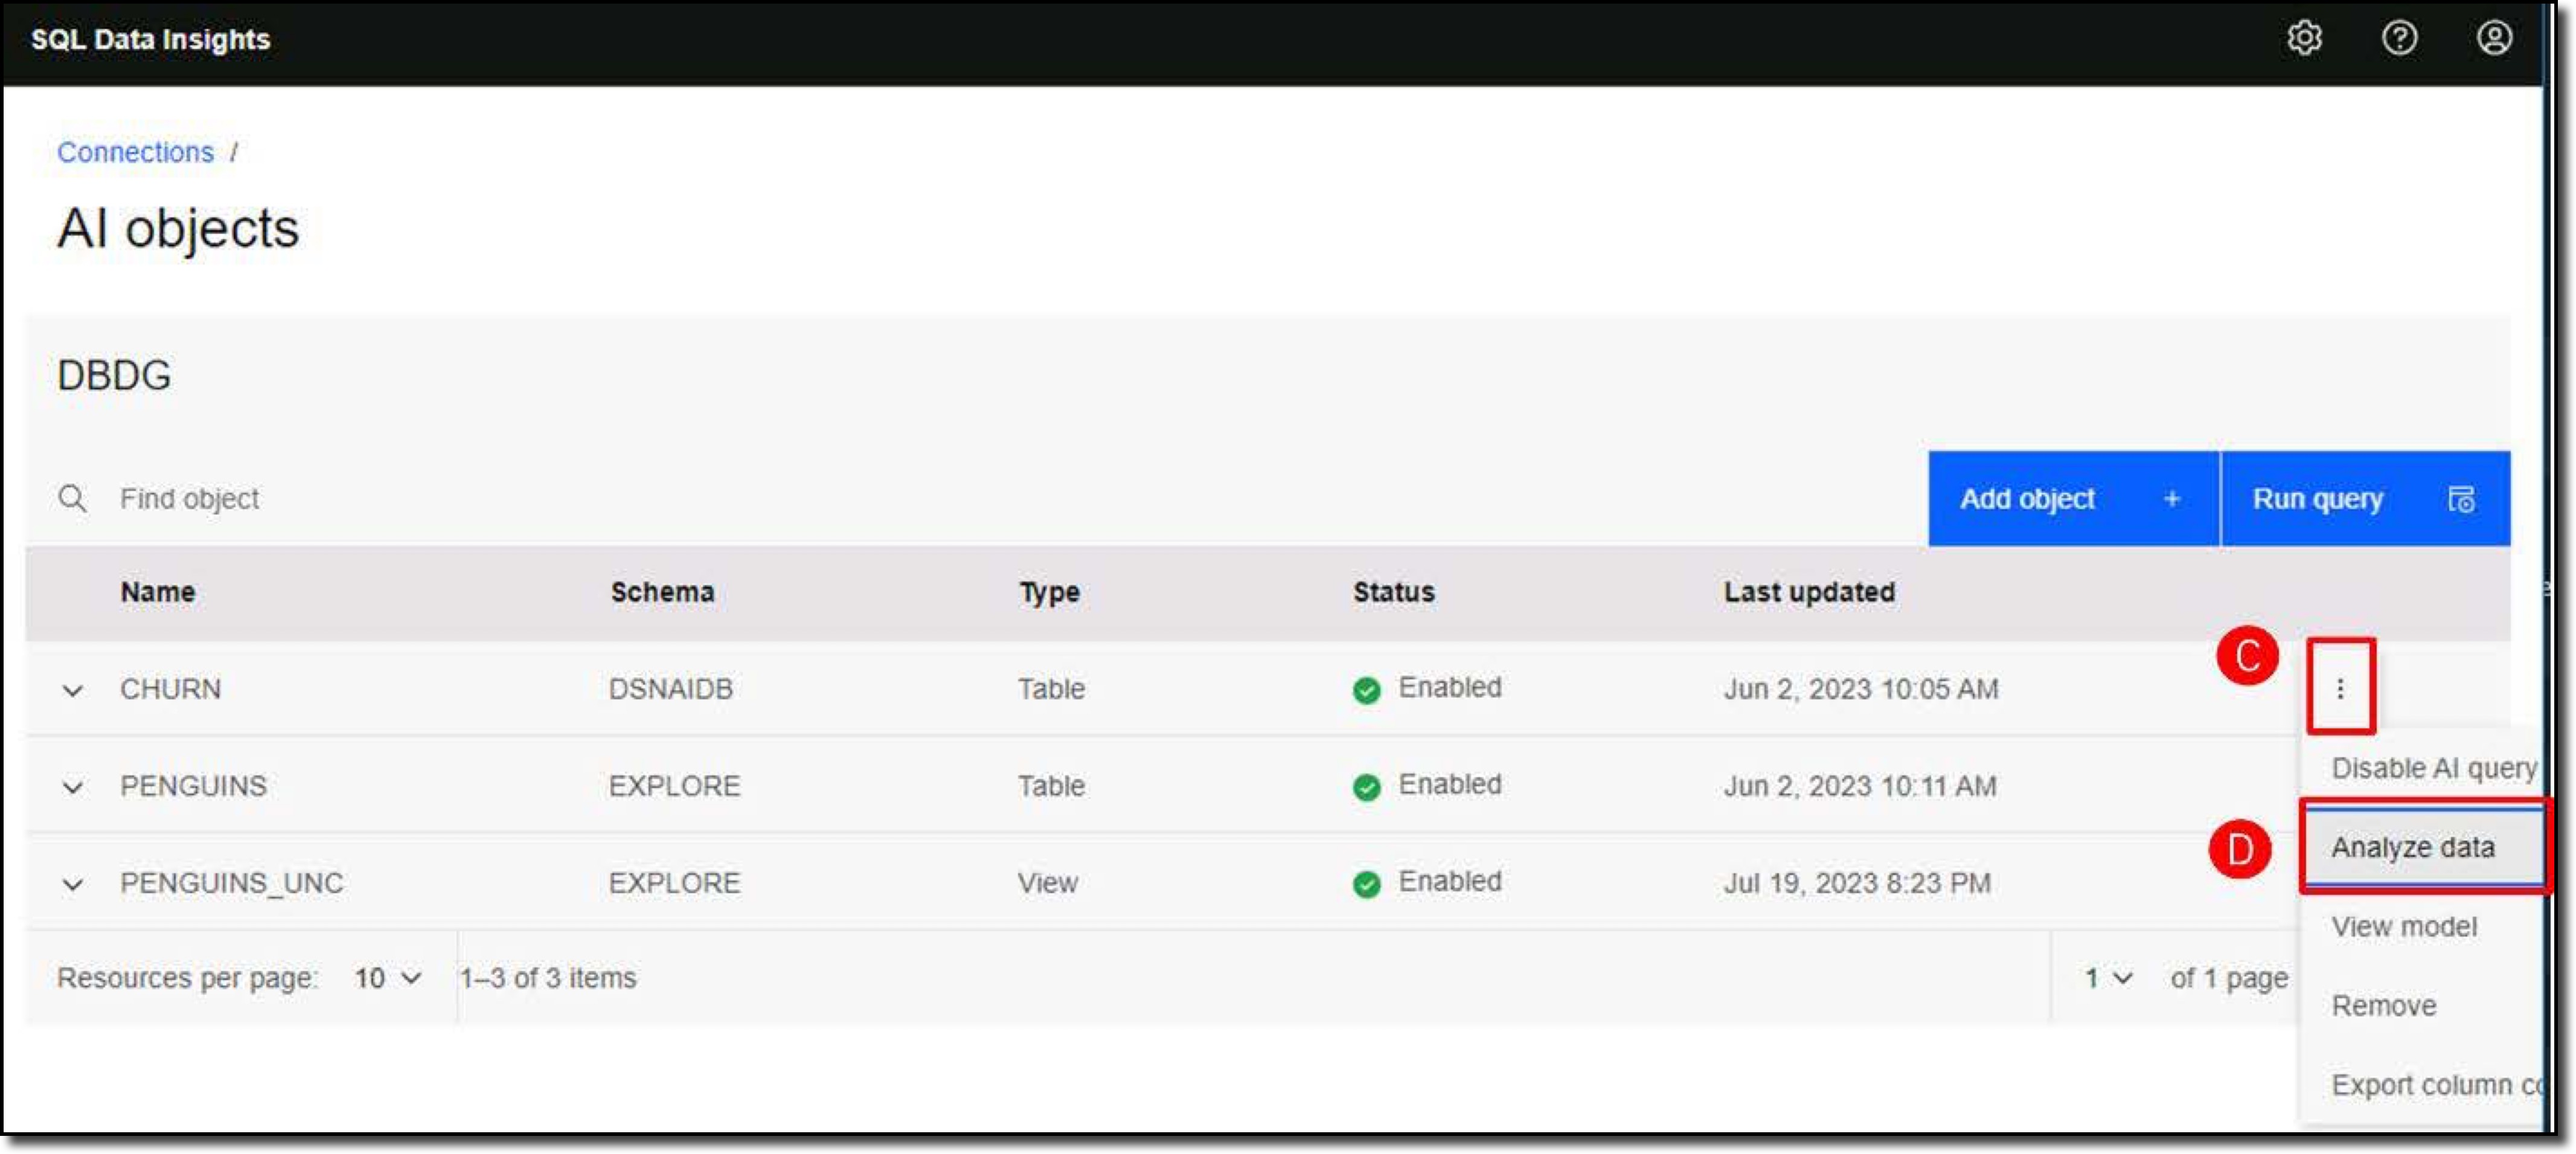 SQL Data Insights
Connections /
AI objects
DBDG
Find object
Add object +
Run query
Name Schema Type Status Last updated
C
CHURN DSNAIDB Table Enabled Jun 2, 2023 10:05 AM
Disable AI query
PENGUINS EXPLORE Table Enabled Jun 2, 2023 10:11 AM
D
Analyze data
PENGUINS_UNC EXPLORE View Enabled Jul 19, 2023 8:23 PM
View model
Resources per page: 10 1–3 of 3 items 1 of 1 page
Remove
Export column